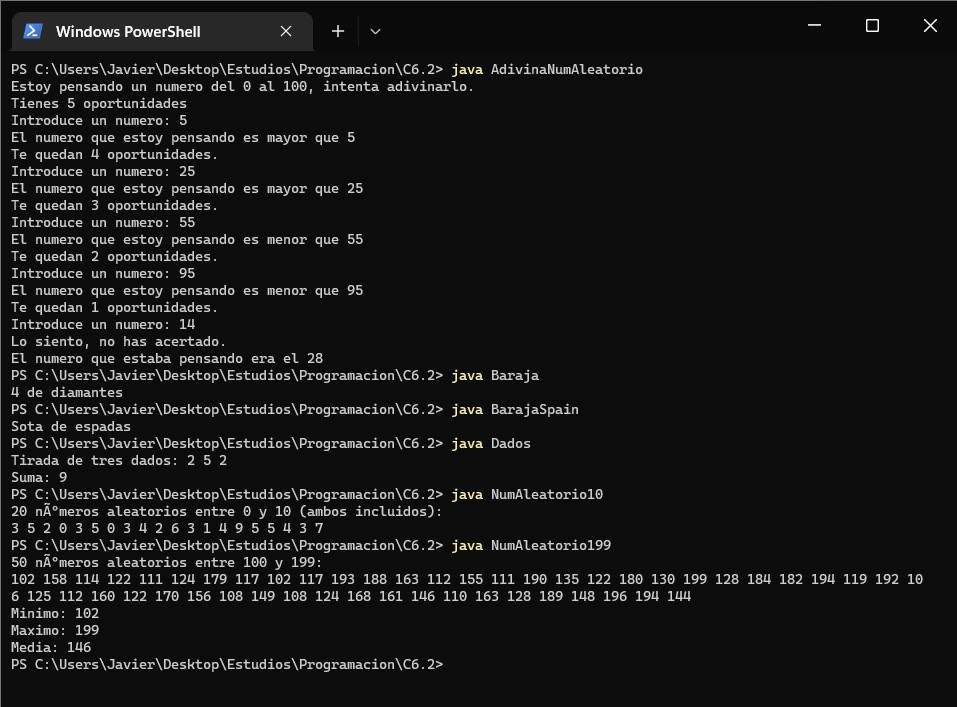 Windows PowerShell
PS C:\Users\Javier\Desktop\Estudios\Programacion\C6.2> java AdivinaNumAleatorio
Estoy pensando un numero del 0 al 100, intenta adivinarlo.
Tienes 5 oportunidades
Introduce un numero: 5
El numero que estoy pensando es mayor que 5
Te quedan 4 oportunidades.
Introduce un numero: 25
El numero que estoy pensando es mayor que 25
Te quedan 3 oportunidades.
Introduce un numero: 55
El numero que estoy pensando es menor que 55
Te quedan 2 oportunidades.
Introduce un numero: 95
El numero que estoy pensando es menor que 95
Te quedan 1 oportunidades.
Introduce un numero: 14
Lo siento, no has acertado.
El numero que estaba pensando era el 28
PS C:\Users\Javier\Desktop\Estudios\Programacion\C6.2> java Baraja
4 de diamantes
PS C:\Users\Javier\Desktop\Estudios\Programacion\C6.2> java BarajaSpain
Sota de espadas
PS C:\Users\Javier\Desktop\Estudios\Programacion\C6.2> java Dados
Tirada de tres dados: 2 5 2
Suma: 9
PS C:\Users\Javier\Desktop\Estudios\Programacion\C6.2> java NumAleatorio10
20 nÃºmeros aleatorios entre 0 y 10 (ambos incluidos):
3 5 2 0 3 5 0 3 4 2 6 3 1 4 9 5 5 4 3 7
PS C:\Users\Javier\Desktop\Estudios\Programacion\C6.2> java NumAleatorio199
50 nÃºmeros aleatorios entre 100 y 199:
102 158 114 122 111 124 179 117 102 117 193 188 163 112 155 111 190 135 122 180 130 199 128 184 182 194 119 192 10
6 125 112 160 122 170 156 108 149 108 124 168 161 146 110 163 128 189 148 196 194 144
Minimo: 102
Maximo: 199
Media: 146
PS C:\Users\Javier\Desktop\Estudios\Programacion\C6.2>